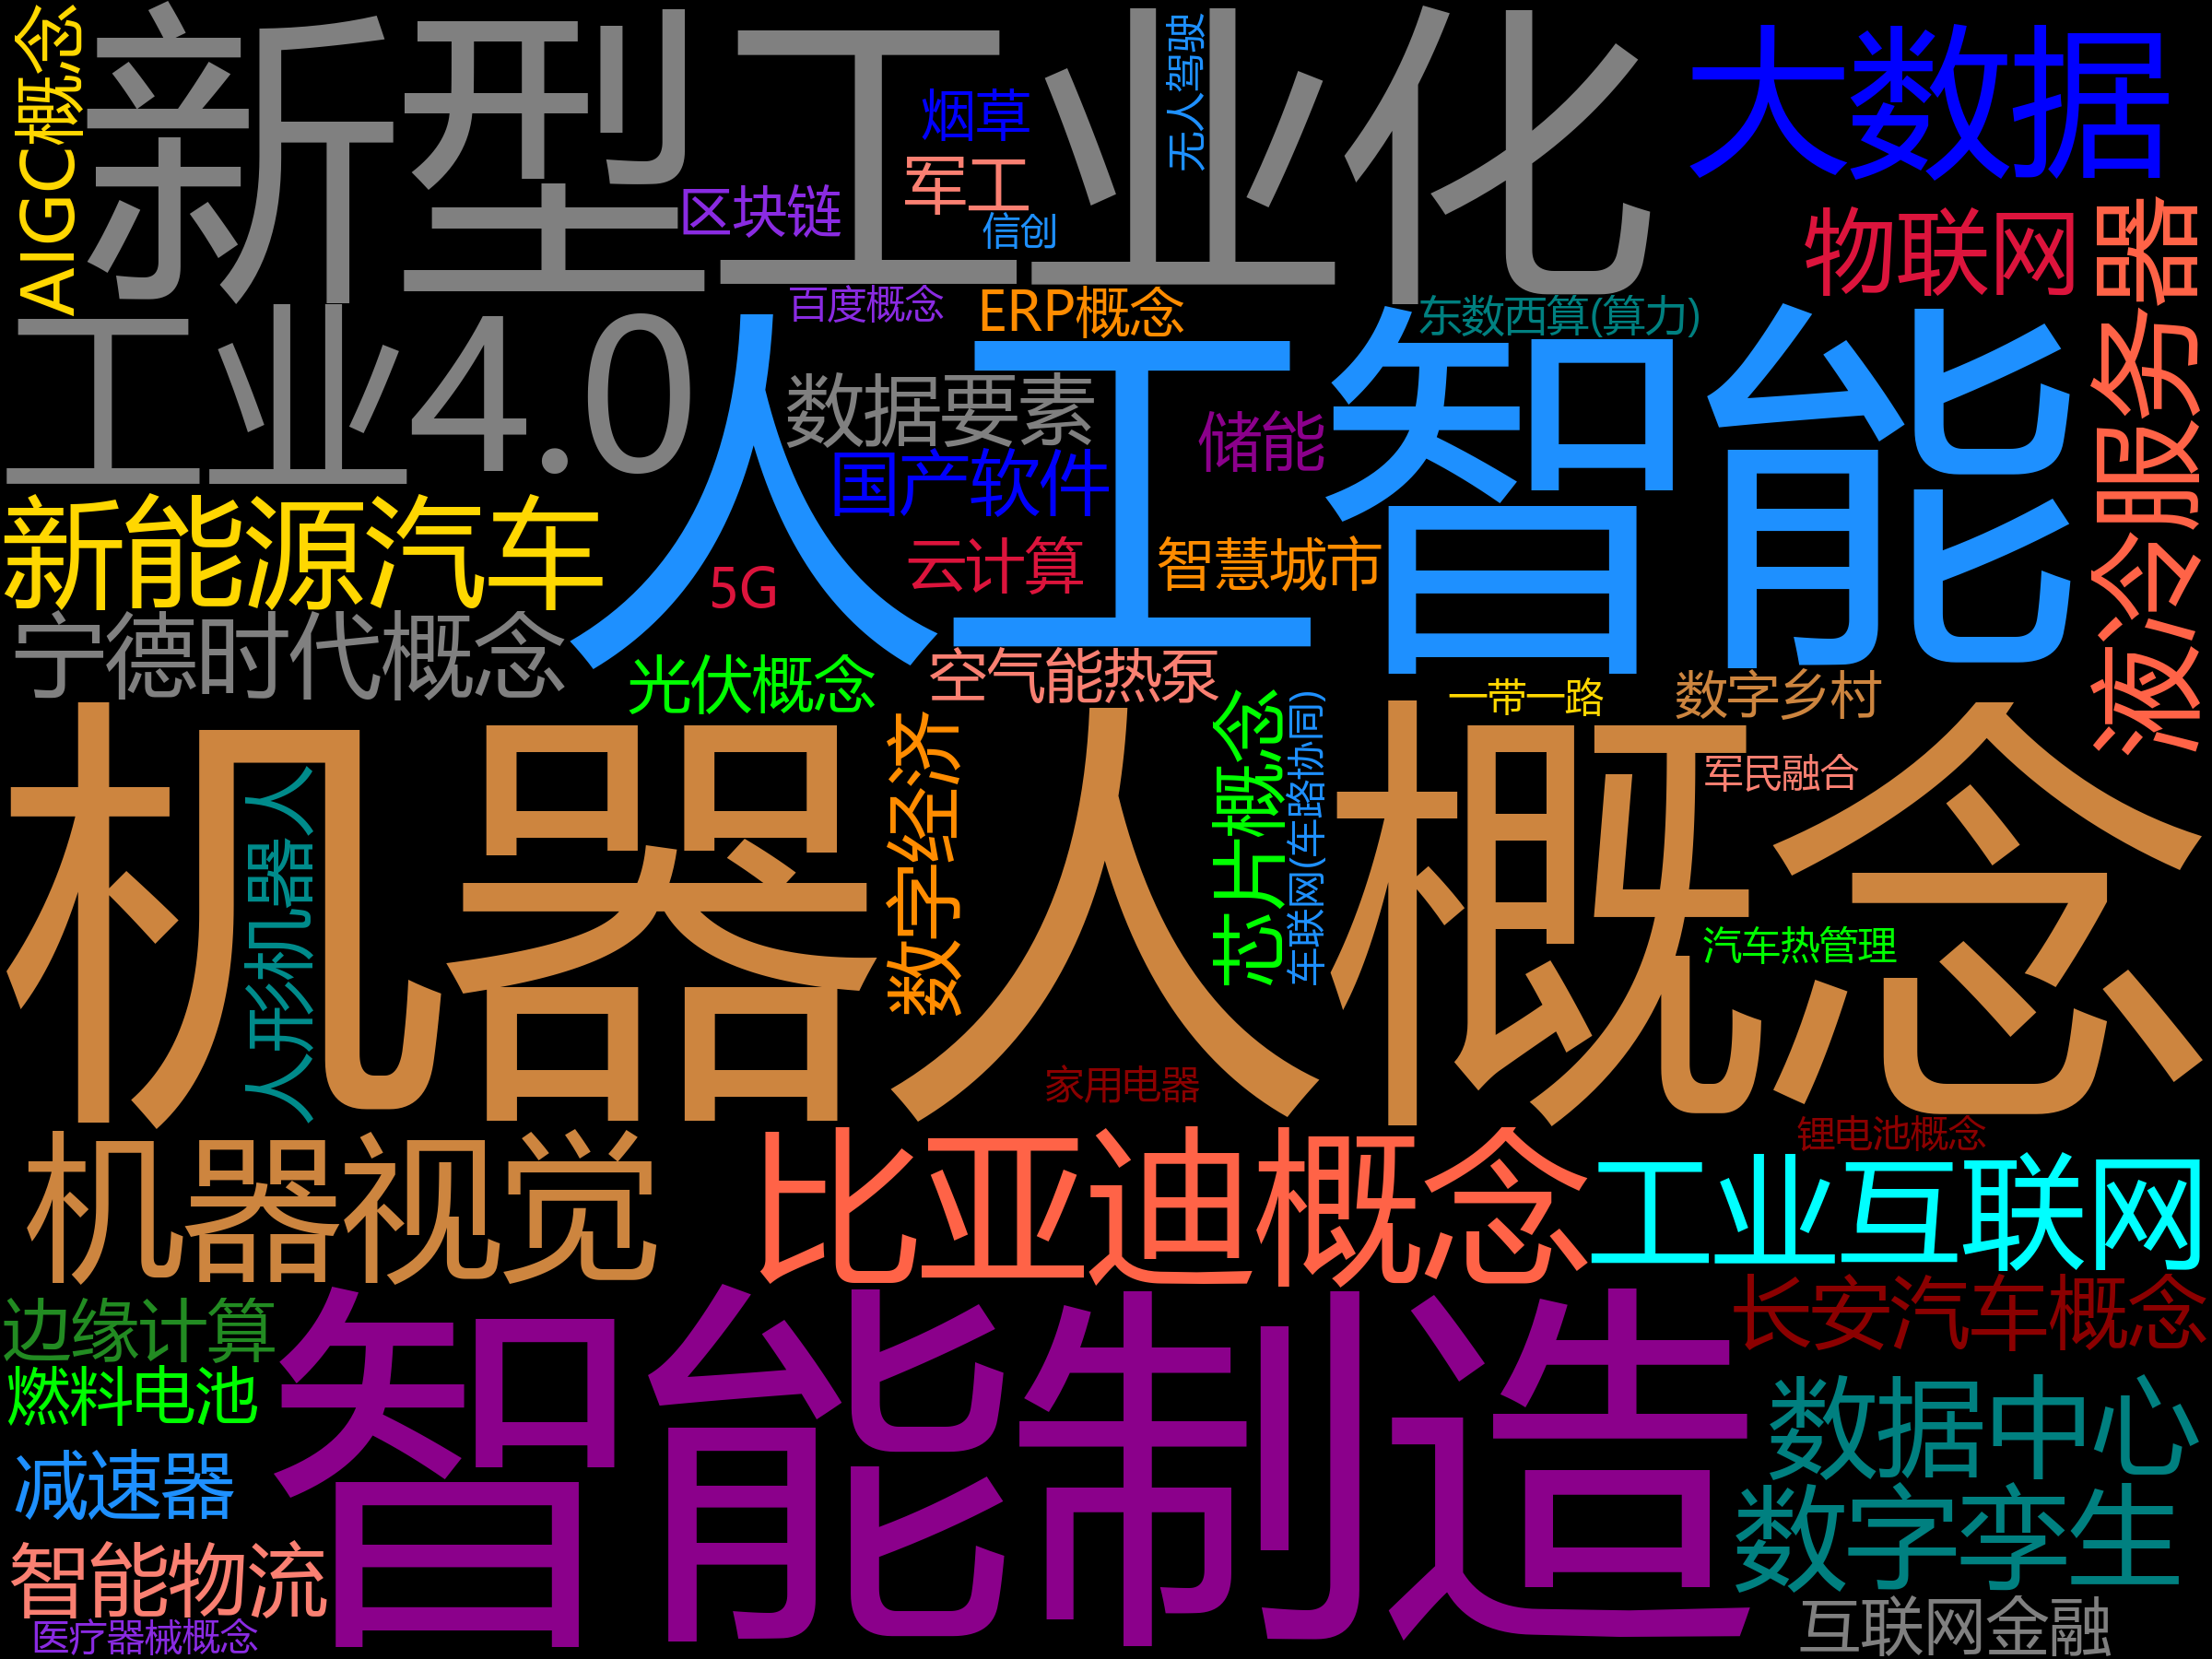 AIGC概念
新型工业化
无人驾驶
大数据
烟草
军工
区块链
信创
物联网
液冷服务器
百度概念
ERP概念
东数西算(算力)
工业4.0
人工智能
数据要素
储能
国产软件
新能源汽车
5G
云计算
智慧城市
宁德时代概念
光伏概念
空气能热泵
一带一路
数字乡村
机器人概念
人形机器人
数字经济
芯片概念
车联网(车路协同)
军民融合
汽车热管理
家用电器
锂电池概念
机器视觉
比亚迪概念
工业互联网
边缘计算
智能制造
长安汽车概念
燃料电池
数据中心
减速器
数字孪生
智能物流
互联网金融
医疗器械概念